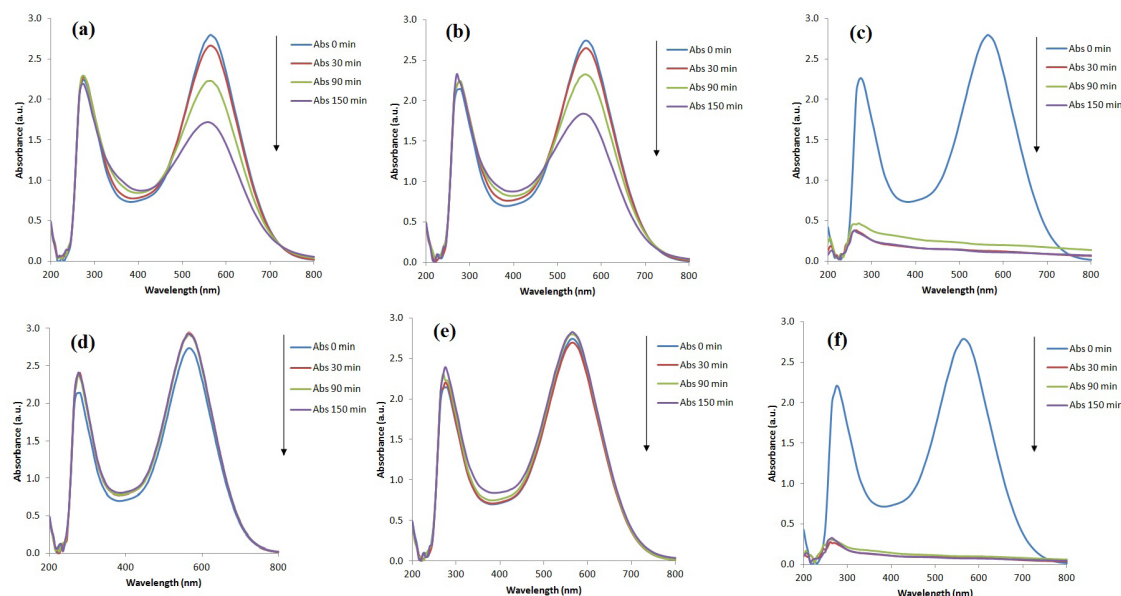 (a)
Absorbance (a.u.)
3.0
2.5
2.0
1.5
1.0
0.5
0.0
200 300 400 500 600 700 800
Wavelength (nm)
Abs 0 min
Abs 30 min
Abs 90 min
Abs 150 min
(b)
Absorbance (a.u.)
3.0
2.5
2.0
1.5
1.0
0.5
0.0
200 300 400 500 600 700 800
Wavelength (nm)
Abs 0 min
Abs 30 min
Abs 90 min
Abs 150 min
(c)
Absorbance (a.u.)
3.0
2.5
2.0
1.5
1.0
0.5
0.0
200 300 400 500 600 700 800
Wavelength (nm)
Abs 0 min
Abs 30 min
Abs 90 min
Abs 150 min
(d)
Absorbance (a.u.)
3.0
2.5
2.0
1.5
1.0
0.5
0.0
200 400 600 800
Wavelength (nm)
Abs 0 min
Abs 30 min
Abs 90 min
Abs 150 min
(e)
Absorbance (a.u.)
3.0
2.5
2.0
1.5
1.0
0.5
0.0
200 300 400 500 600 700 800
Wavelength (nm)
Abs 0 min
Abs 30 min
Abs 90 min
Abs 150 min
(f)
Absorbance (a.u.)
3.0
2.5
2.0
1.5
1.0
0.5
0.0
200 300 400 500 600 700 800
Wavelength (nm)
Abs 0 min
Abs 30 min
Abs 90 min
Abs 150 min